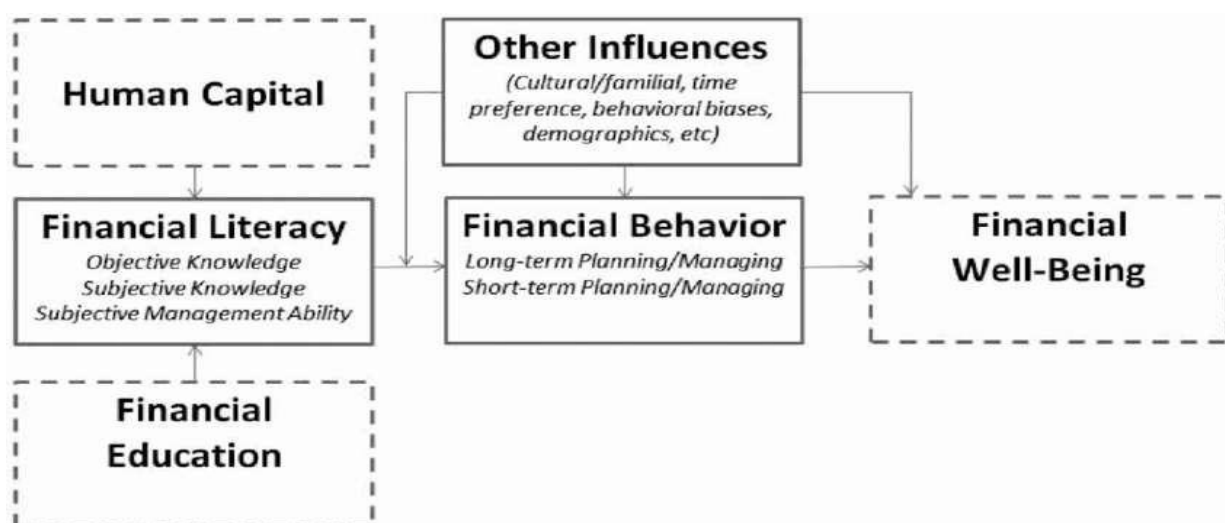 Human Capital
Other Influences
(Cultural/familial, time
preference, behavioral biases,
demographics, etc)
Financial Literacy
Objective Knowledge
Subjective Knowledge
Subjective Management Ability
Financial Behavior
Long-term Planning/Managing
Short-term Planning/Managing
Financial
Well-Being
Financial
Education